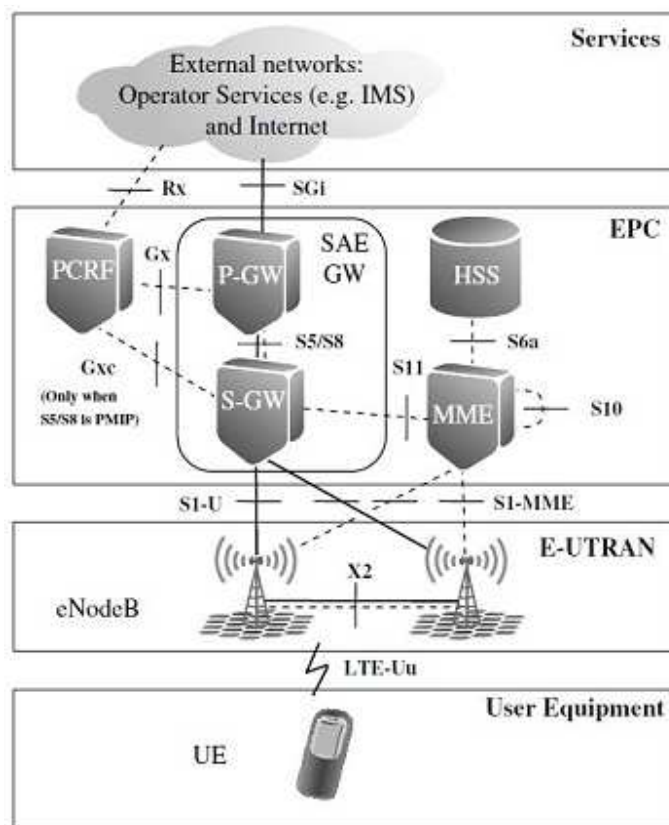 Services
External networks:
Operator Services (e.g. IMS)
and Internet
Rx
SGi
EPC
SAE
GW
PCRF
Gx
P-GW
HSS
S5/S8
S6a
Gxc
(Only when
S5/S8 is PMIP)
S-GW
S11
MME
S10
S1-U
S1-MME
E-UTRAN
X2
eNodeB
LTE-Uu
User Equipment
UE